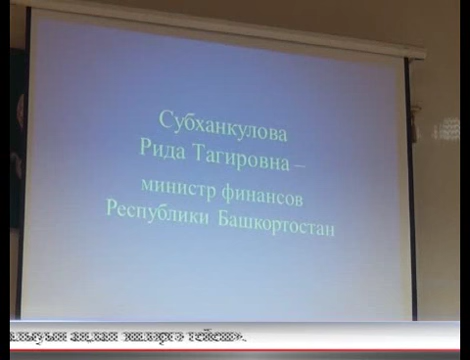 Субханкулова
Рида Тагировна –
министр финансов
Республики Башкортостан